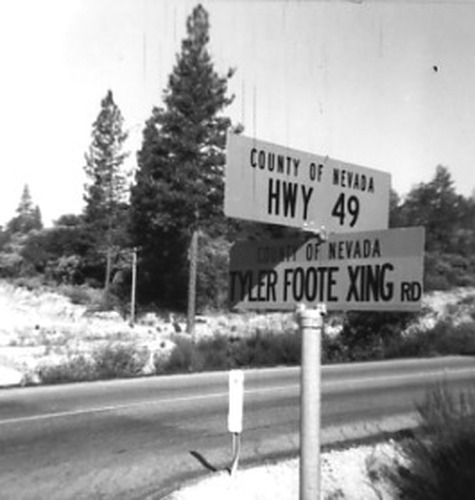 COUNTY OF NEVADA
HWY 49
COUNTY OF NEVADA
TYLER FOOTE XING RD